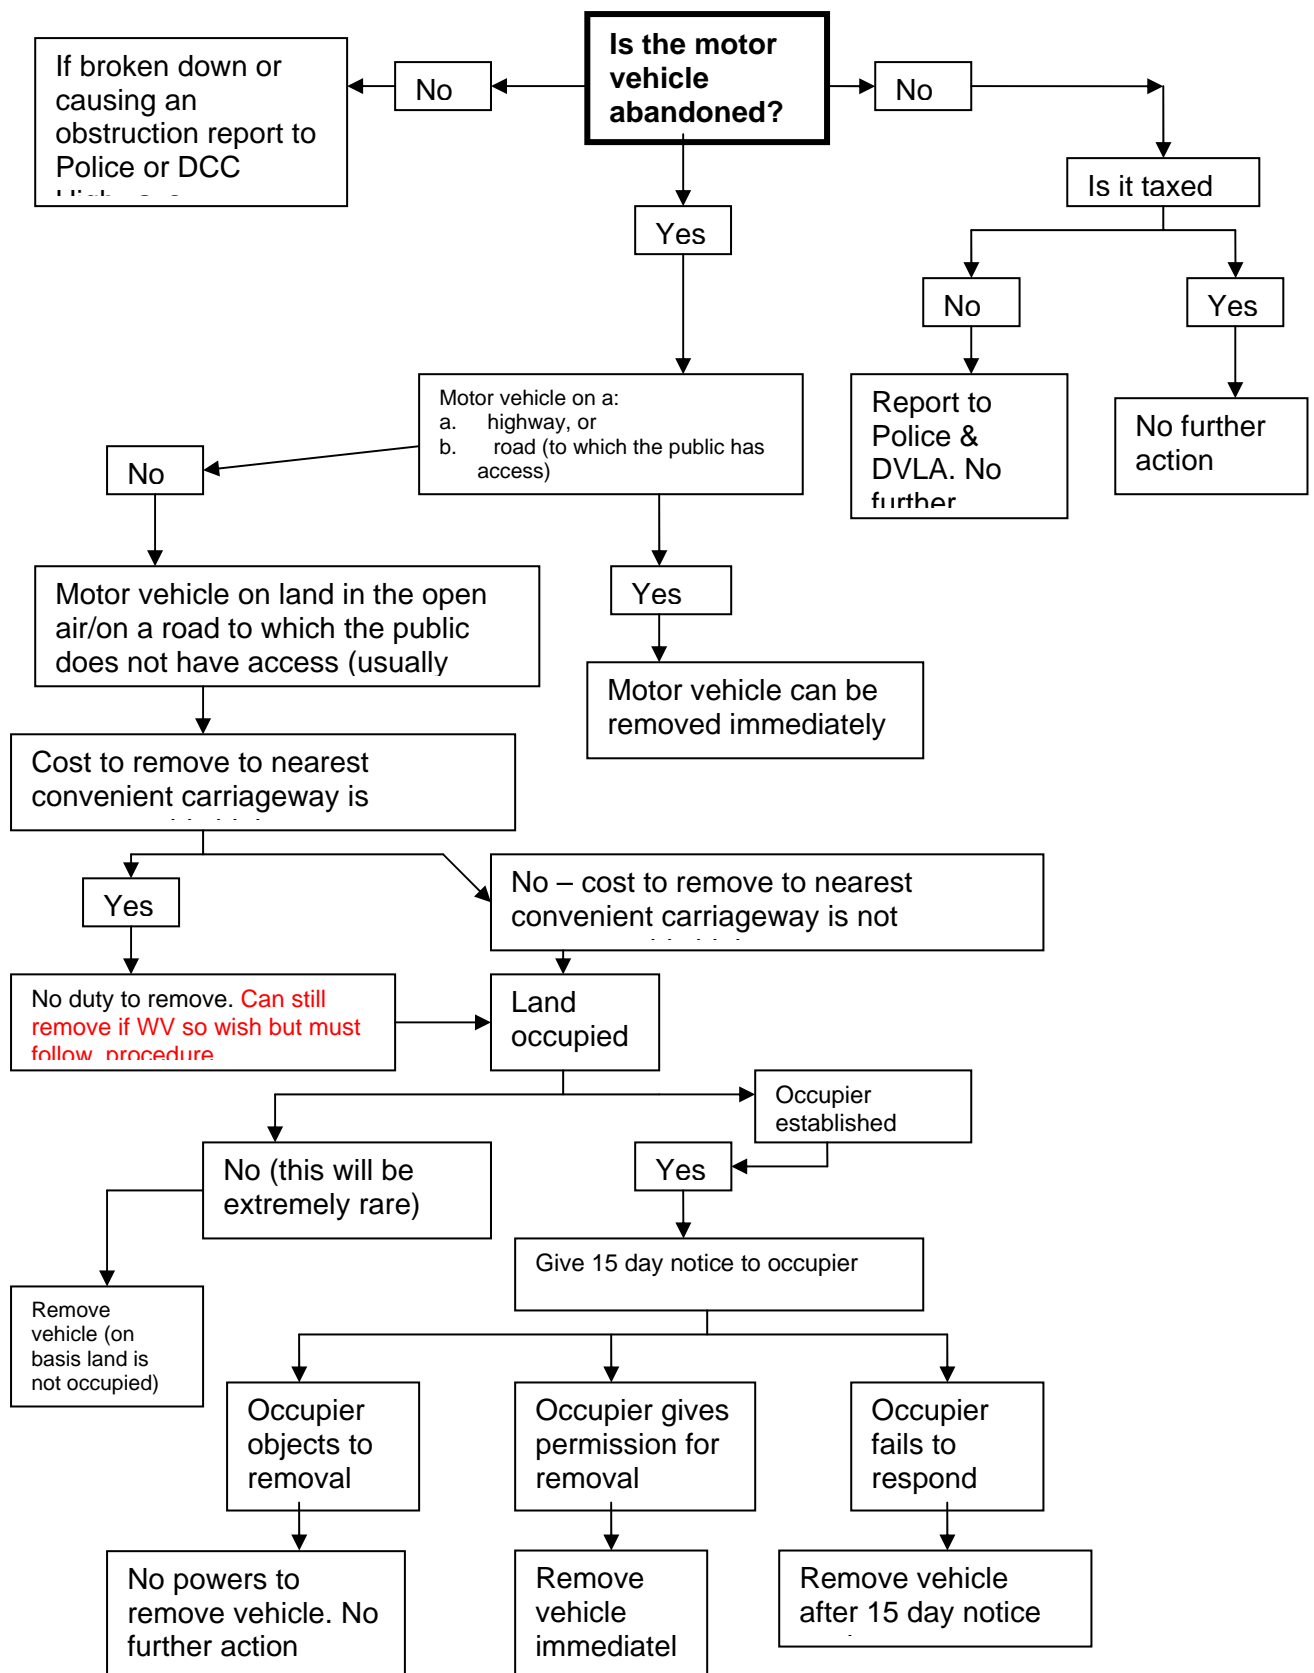 Is the motor
vehicle
abandoned?
If broken down or
causing an
obstruction report to
Police or DCC
No
No
Is it taxed
Yes
No
Yes
Motor vehicle on a:
a. highway, or
b. road (to which the public has
access)
Report to
Police &
DVLA. No
further
No further
action
No
Yes
Motor vehicle on land in the open
air/on a road to which the public
does not have access (usually
Motor vehicle can be
removed immediately
Cost to remove to nearest
convenient carriageway is
Yes
No – cost to remove to nearest
convenient carriageway is not
No duty to remove. Can still
remove if WV so wish but must
follow procedure
Land
occupied
Occupier
established
No (this will be
extremely rare)
Yes
Give 15 day notice to occupier
Remove
vehicle (on
basis land is
not occupied)
Occupier
objects to
removal
Occupier gives
permission for
removal
Occupier
fails to
respond
No powers to
remove vehicle. No
further action
Remove
vehicle
immediatel
Remove vehicle
after 15 day notice